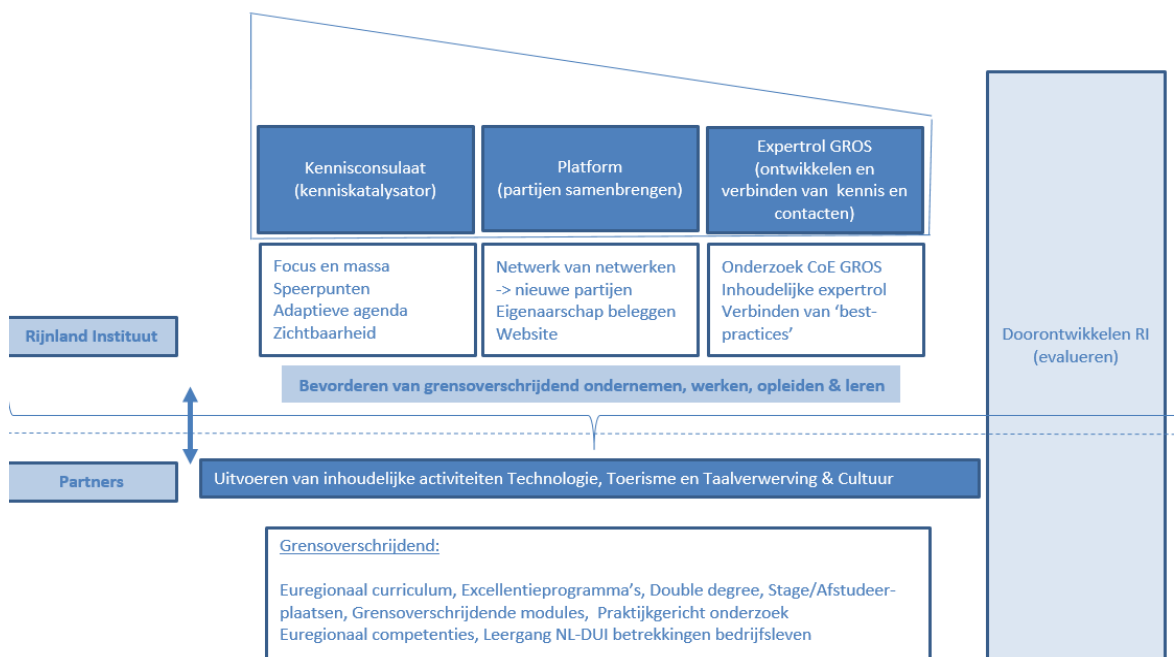 Kennisconsulaat
(kenniskatalysator)
Platform
(partijen samenbrengen)
Expertrol GROS
(ontwikkelen en
verbinden van kennis en
contacten)
Focus en massa
Speerpunten
Adaptieve agenda
Zichtbaarheid
Netwerk van netwerken
-> nieuwe partijen
Eigenaarschap beleggen
Website
Onderzoek CoE GROS
Inhoudelijke expertrol
Verbinden van ‘best-
practices’
Rijnland Instituut
Doorontwikkelen RI
(evalueren)
Bevorderen van grensoverschrijdend ondernemen, werken, opleiden & leren
Partners
Uitvoeren van inhoudelijke activiteiten Technologie, Toerisme en Taalverwerving & Cultuur
Grensoverschrijdend:
Euregionaal curriculum, Excellentieprogramma’s, Double degree, Stage/Afstudeer-
plaatsen, Grensoverschrijdende modules, Praktijkgericht onderzoek
Euregionaal competenties, Leergang NL-DUI betrekkingen bedrijfsleven